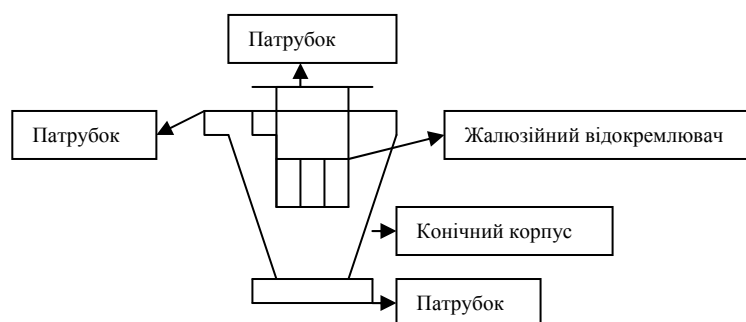 Патрубок
Патрубок
Жалюзійний відокремлювач
Конічний корпус
Патрубок